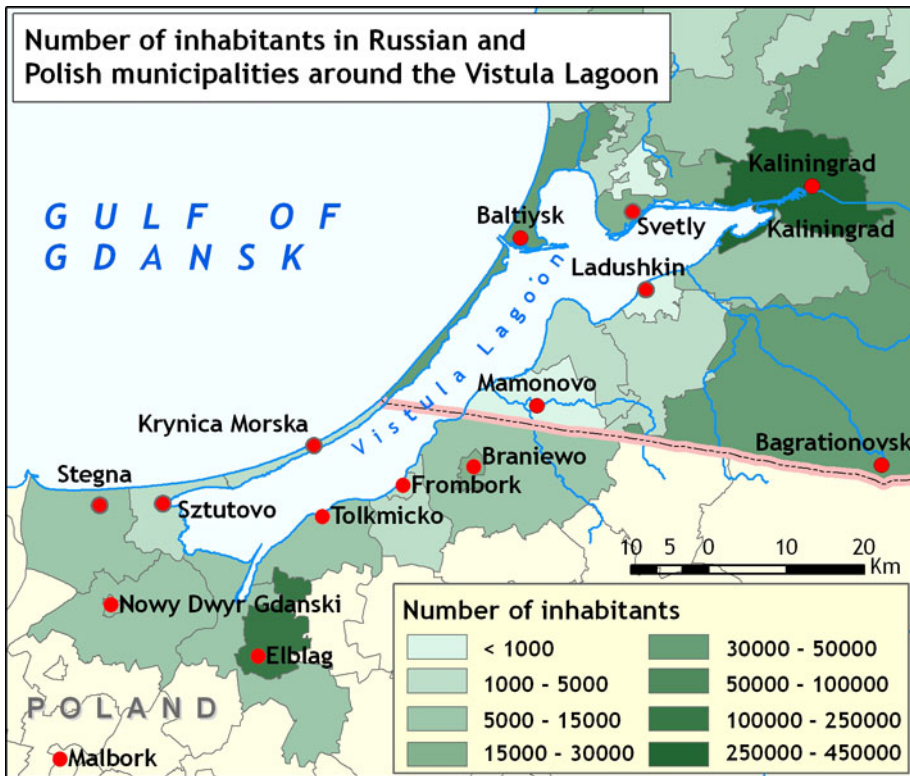 Number of inhabitants in Russian and
Polish municipalities around the Vistula Lagoon
GULF OF
GDANSK
Kaliningrad
Baltiysk
Svetly
Kaliningrad
Ladushkin
Vistula Lagoon
Mamonovo
Krynica Morska
Bagrationovsk
Braniewo
Stegna
Frombork
Sztutovo
Tolkmicko
10 5 0 10 20
Km
Nowy Dwyr Gdanski
Elblag
POLAND
Malbork
Number of inhabitants
< 1000
1000 - 5000
5000 - 15000
15000 - 30000
30000 - 50000
50000 - 100000
100000 - 250000
250000 - 450000